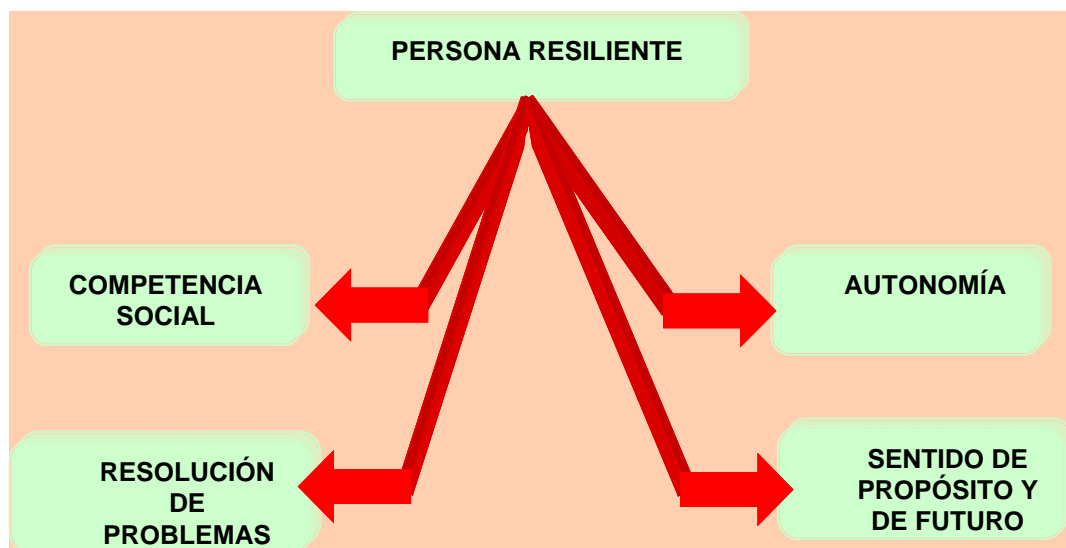 PERSONA RESILIENTE
COMPETENCIA
SOCIAL
AUTONOMÍA
RESOLUCIÓN
DE
PROBLEMAS
SENTIDO DE
PROPÓSITO Y
DE FUTURO